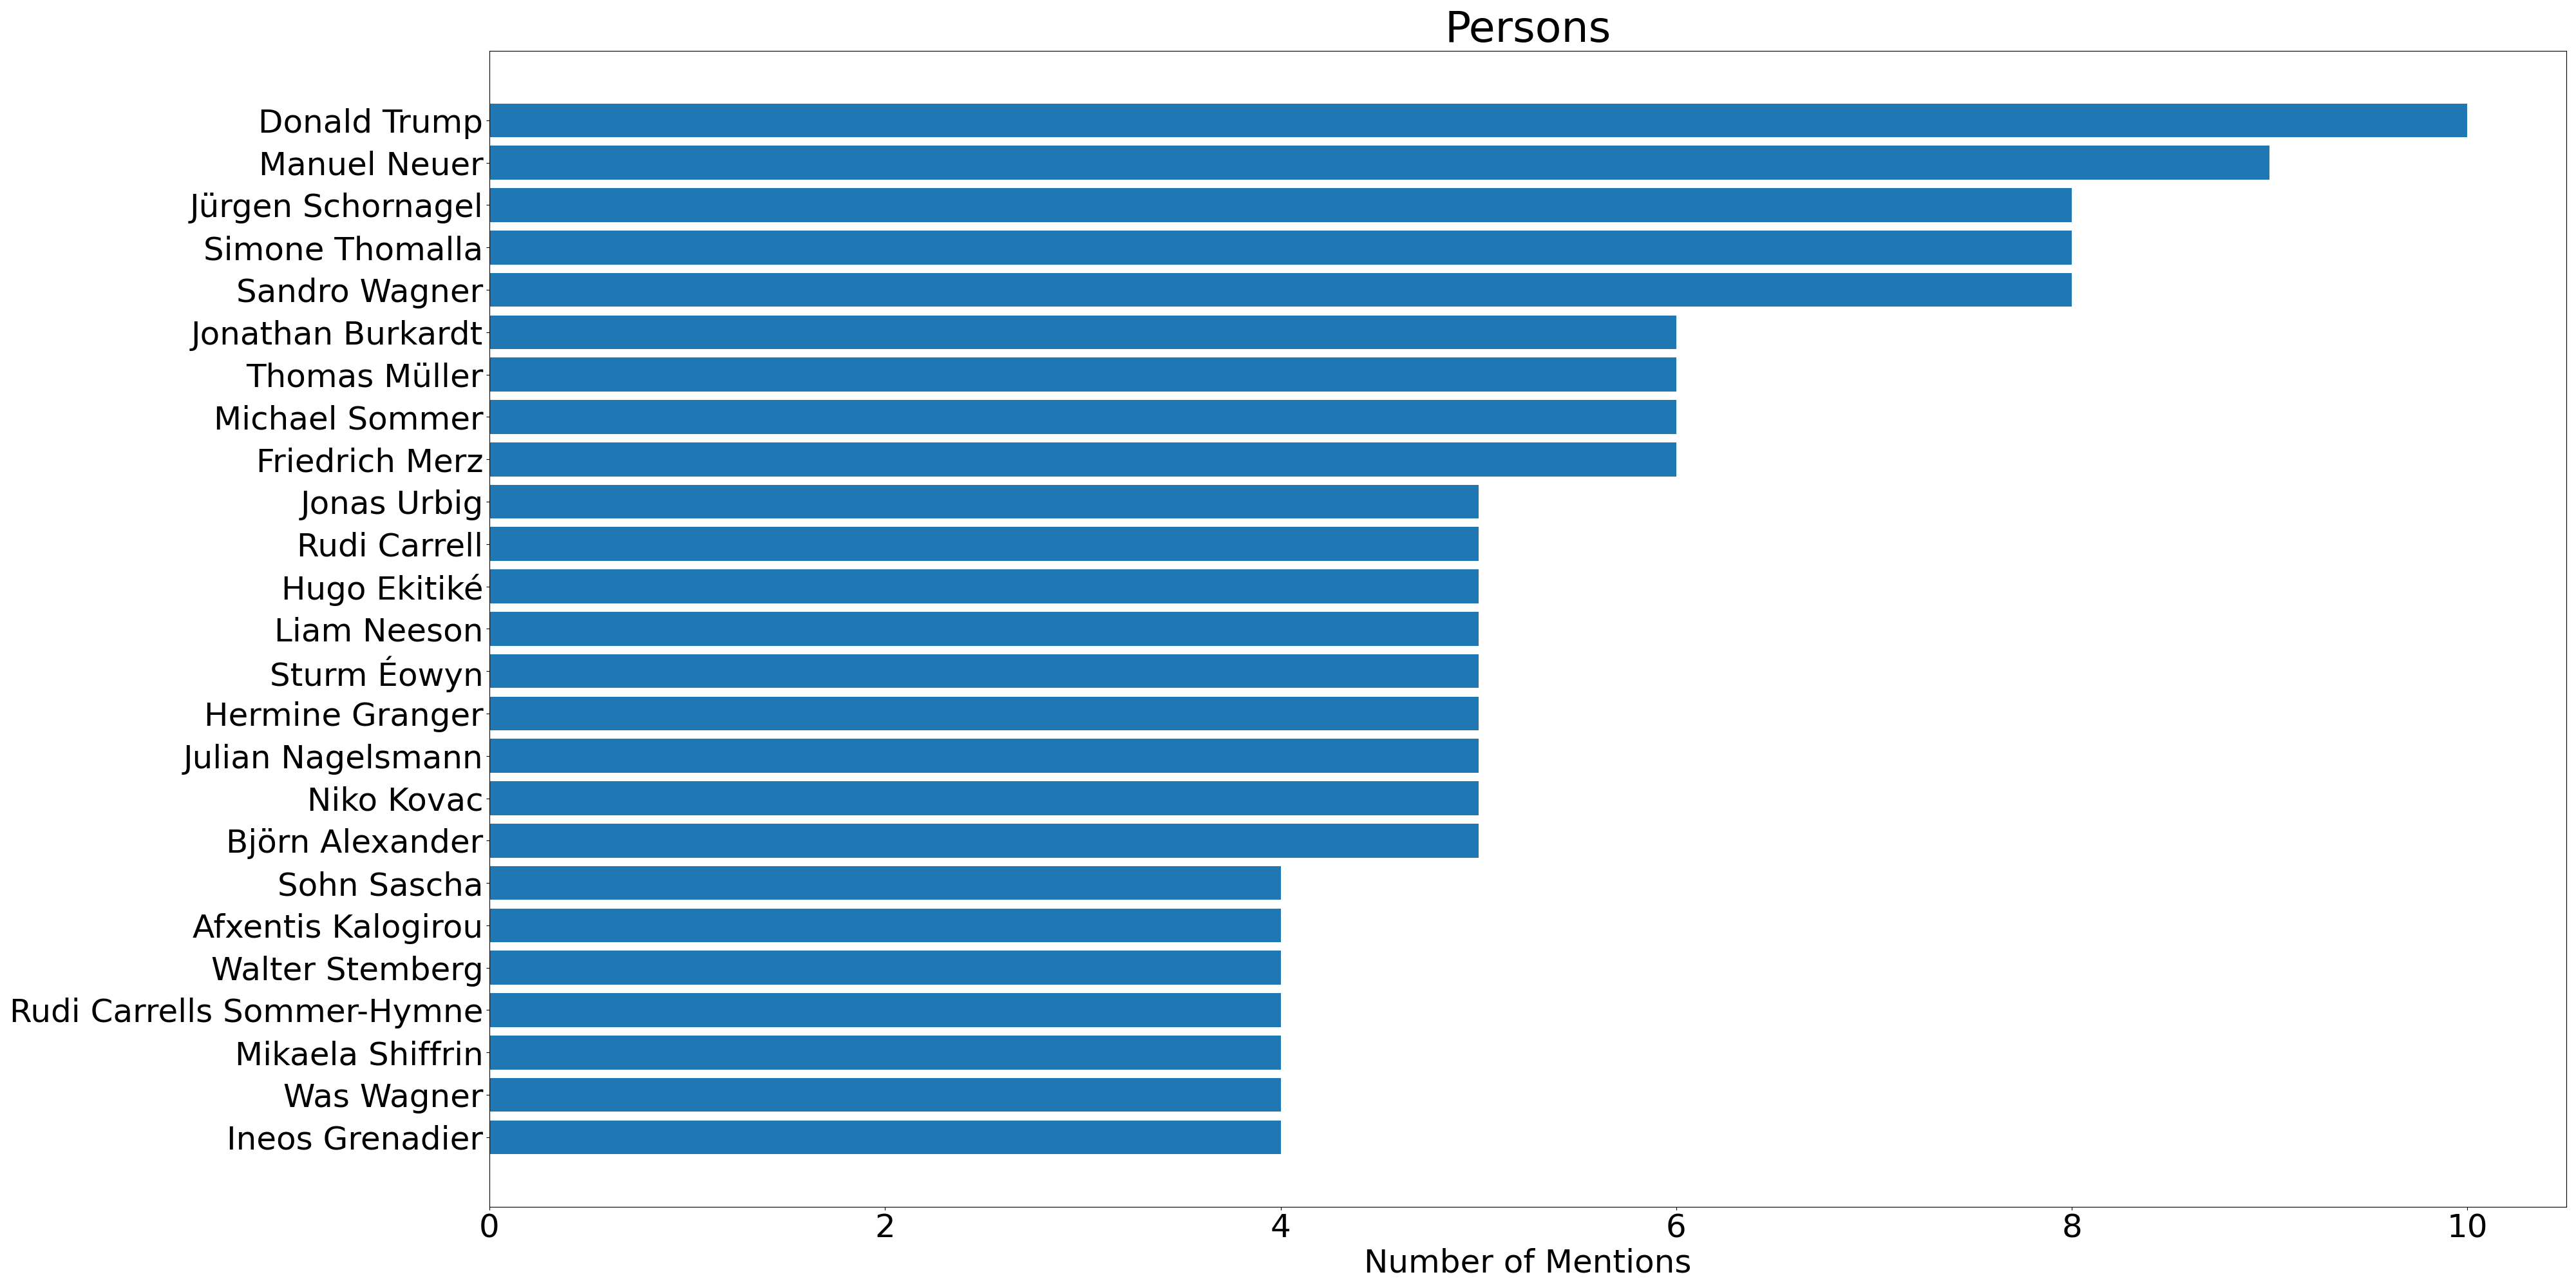 Persons
Donald Trump
Manuel Neuer
Jürgen Schornagel
Simone Thomalla
Sandro Wagner
Jonathan Burkardt
Thomas Müller
Michael Sommer
Friedrich Merz
Jonas Urbig
Rudi Carrell
Hugo Ekitiké
Liam Neeson
Sturm Éowyn
Hermine Granger
Julian Nagelsmann
Niko Kovac
Björn Alexander
Sohn Sascha
Afxentis Kalogirou
Walter Stemberg
Rudi Carrells Sommer-Hymne
Mikaela Shiffrin
Was Wagner
Ineos Grenadier
0 2 4 6 8 10
Number of Mentions